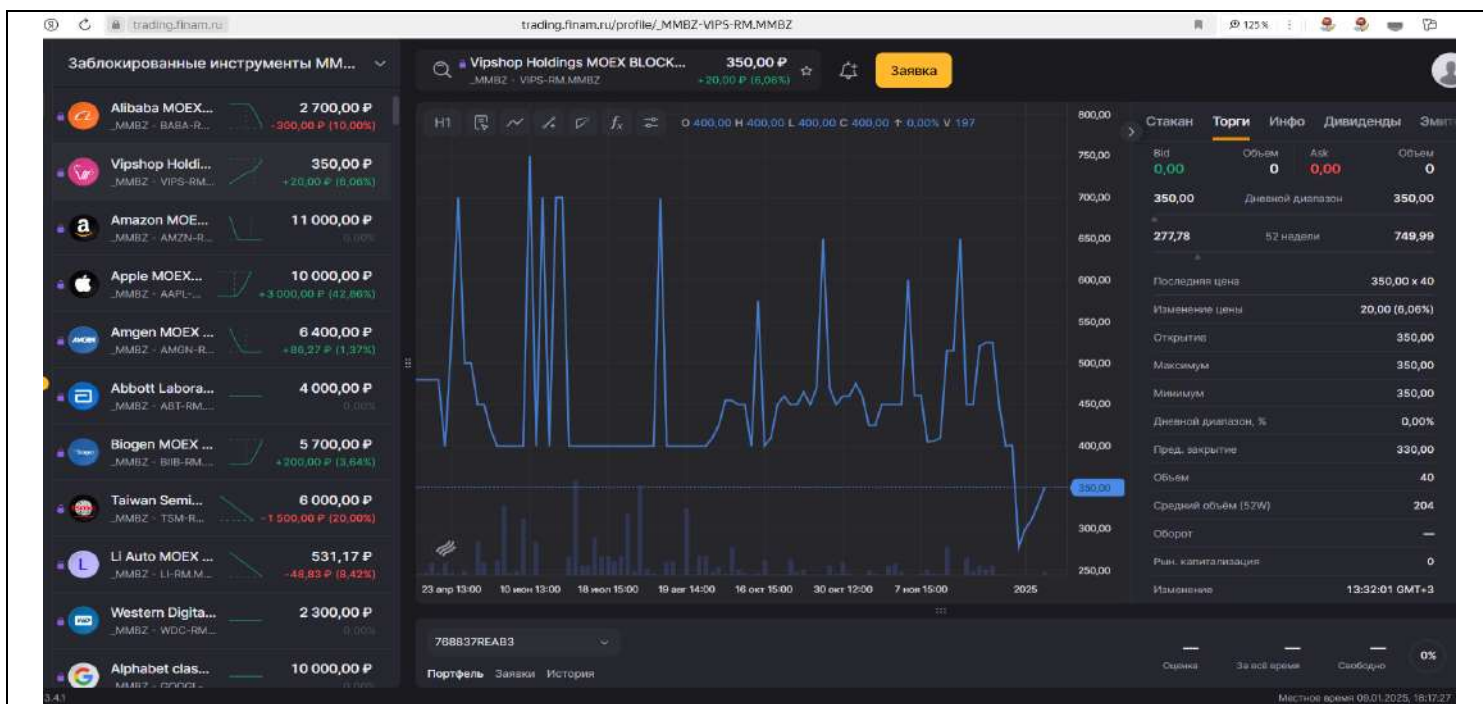 trading.finam.ru
trading.finam.ru/profile/_MMBZ-VIPS-RM.MMBZ
125 %
Заблокированные инструменты MM...
Alibaba MOEX... 2 700,00 ₽
_MMBZ · BABA-R... -300,00 ₽ (10,00%)
Vipshop Holdi... 350,00 ₽
_MMBZ · VIPS-RM... +20,00 ₽ (6,06%)
Amazon MOE... 11 000,00 ₽
_MMBZ · AMZN-R... 0,00%
Apple MOEX... 10 000,00 ₽
_MMBZ · AAPL-... +3 000,00 ₽ (42,86%)
Amgen MOEX ... 6 400,00 ₽
_MMBZ · AMGN-R... +86,27 ₽ (1,37%)
Abbott Labora... 4 000,00 ₽
_MMBZ · ABT-RM.... 0,00%
Biogen MOEX ... 5 700,00 ₽
_MMBZ · BIIB-RM.... +200,00 ₽ (3,64%)
Taiwan Semi... 6 000,00 ₽
_MMBZ · TSM-R... -1 500,00 ₽ (20,00%)
Li Auto MOEX ... 531,17 ₽
_MMBZ · LI-RM.M... -48,83 ₽ (8,42%)
Western Digita... 2 300,00 ₽
_MMBZ · WDC-RM... 0,00%
Alphabet clas... 10 000,00 ₽
_MMBZ · GOOGL-... 0,00%
3.4.1
Vipshop Holdings MOEX BLOCK... 350,00 ₽
_MMBZ · VIPS-RM.MMBZ +20,00 ₽ (6,06%)
Заявка
H1 O 400,00 H 400,00 L 400,00 C 400,00 0,00% V 197
800,00
750,00
700,00
650,00
600,00
550,00
500,00
450,00
400,00
350,00
300,00
250,00
23 апр 13:00 10 июн 13:00 18 июл 15:00 19 авг 14:00 16 окт 15:00 30 окт 12:00 7 ноя 15:00 2025
768837REAB3
Портфель Заявки История
Стакан Торги Инфо Дивиденды Эмит
Bid Объем Ask Объем
0,00 0 0,00 0
350,00 Дневной диапазон 350,00
277,78 52 недели 749,99
Последняя цена 350,00 x 40
Изменение цены 20,00 (6,06%)
Открытие 350,00
Максимум 350,00
Минимум 350,00
Дневной диапазон, % 0,00%
Пред. закрытие 330,00
Объем 40
Средний объём (52W) 204
Оборот —
Рын. капитализация 0
Изменение 13:32:01 GMT+3
— — — 0%
Оценка За всё время Свободно
Местное время 09.01.2025, 18:17:27